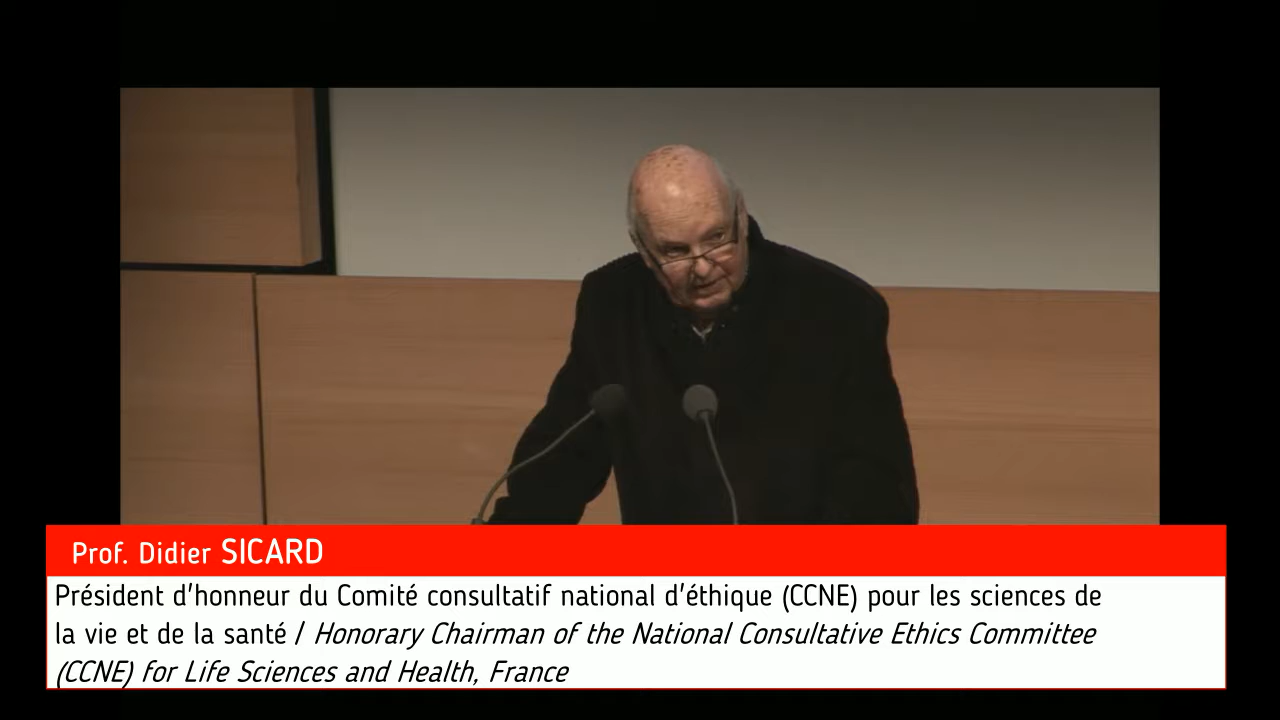 Prof. Didier SICARD
Président d'honneur du Comité consultatif national d'éthique (CCNE) pour les sciences de
la vie et de la santé / Honorary Chairman of the National Consultative Ethics Committee
(CCNE) for Life Sciences and Health, France